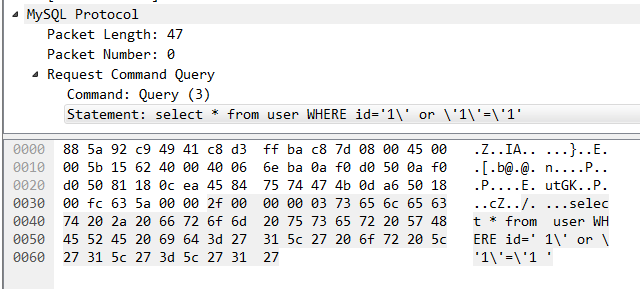 MySQL Protocol
Packet Length: 47
Packet Number: 0
Request Command Query
Command: Query (3)
Statement: select * from user WHERE id='1\' or \'1'\=\'1'
0000 88 5a 92 c9 49 41 c8 d3 ff ba c8 7d 08 00 45 00 .Z..IA.. ...}..E.
0010 00 5b 15 62 40 00 40 06 6e ba 0a f0 d0 50 0a f0 .[.b@.@. n....P..
0020 d0 50 81 18 0c ea 45 84 75 74 47 4b 0d a6 50 18 .P....E. utGK..P.
0030 00 fc 63 5a 00 00 2f 00 00 00 03 73 65 6c 65 63 ..cZ../. ...selec
0040 74 20 2a 20 66 72 6f 6d 20 75 73 65 72 20 57 48 t * from user WH
0050 45 52 45 20 69 64 3d 27 31 5c 27 20 6f 72 20 5c ERE id=' 1\' or \
0060 27 31 5c 27 3d 5c 27 31 27 '1\'=\'1 '